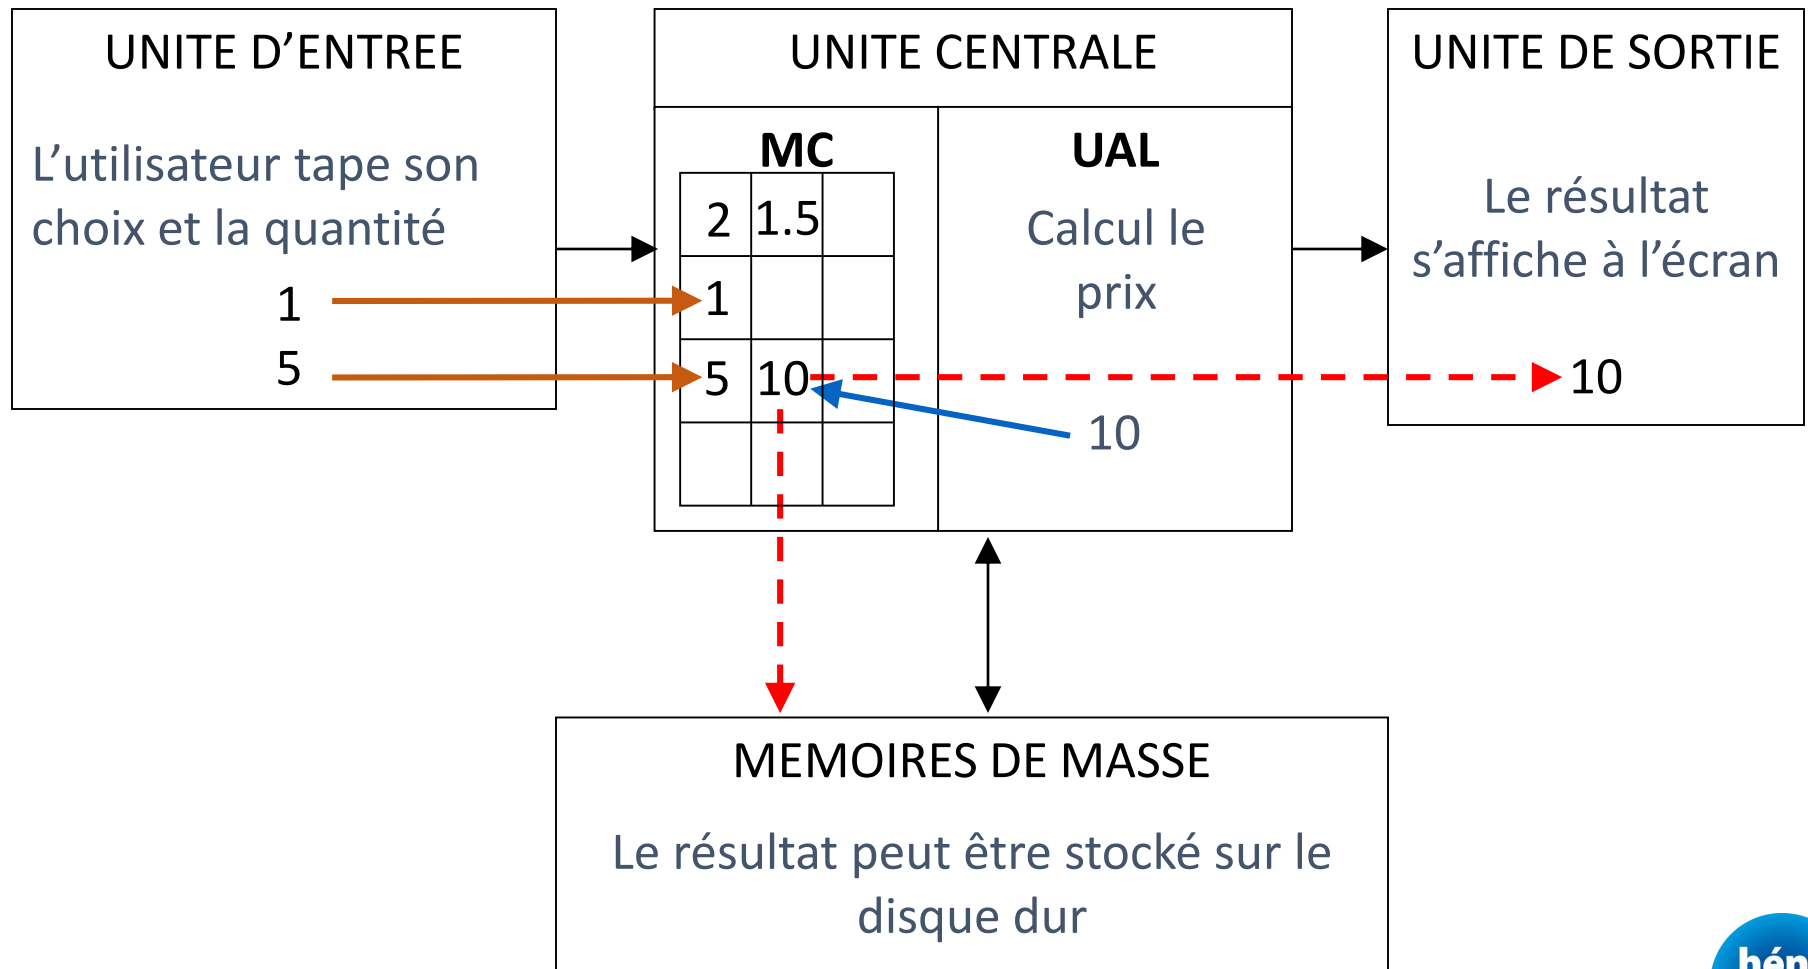 UNITE D’ENTREE
L’utilisateur tape son
choix et la quantité
1
5
UNITE CENTRALE
MC
2 1.5
1
5 10
UAL
Calcul le
prix
10
UNITE DE SORTIE
Le résultat
s’affiche à l’écran
10
MEMOIRES DE MASSE
Le résultat peut être stocké sur le
disque dur